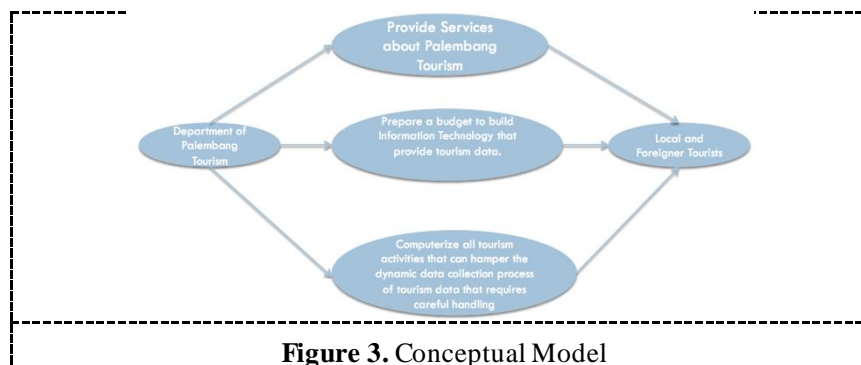 Provide Services
about Palembang
Tourism
Department of
Palembang
Tourism
Prepare a budget to build
Information Technology that
provide tourism data.
Local and
Foreigner Tourists
Computerize all tourism
activities that can hamper the
dynamic data collection process
of tourism data that requires
careful handling
Figure 3. Conceptual Model